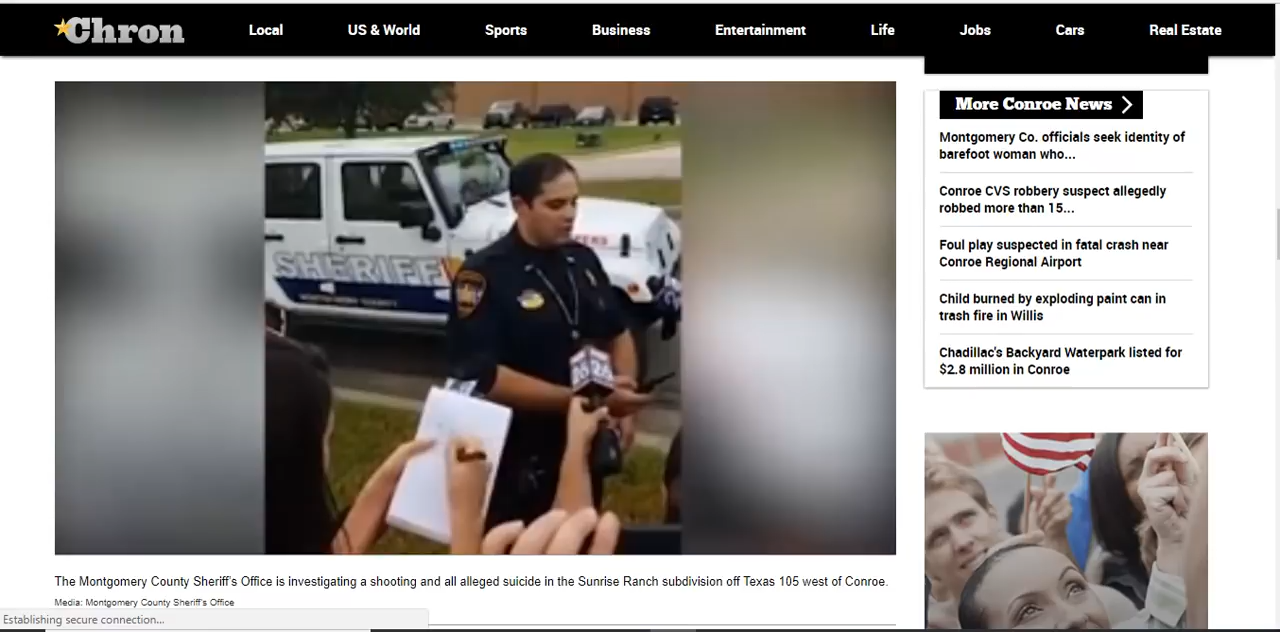 Chron
Local
US & World
Sports
Business
Entertainment
Life
Jobs
Cars
Real Estate
SHERIFF
MONTGOMERY COUNTY
26
26
The Montgomery County Sheriff's Office is investigating a shooting and all alleged suicide in the Sunrise Ranch subdivision off Texas 105 west of Conroe.
Media: Montgomery County Sheriff's Office
More Conroe News
Montgomery Co. officials seek identity of
barefoot woman who...
Conroe CVS robbery suspect allegedly
robbed more than 15...
Foul play suspected in fatal crash near
Conroe Regional Airport
Child burned by exploding paint can in
trash fire in Willis
Chadillac's Backyard Waterpark listed for
$2.8 million in Conroe
Establishing secure connection...